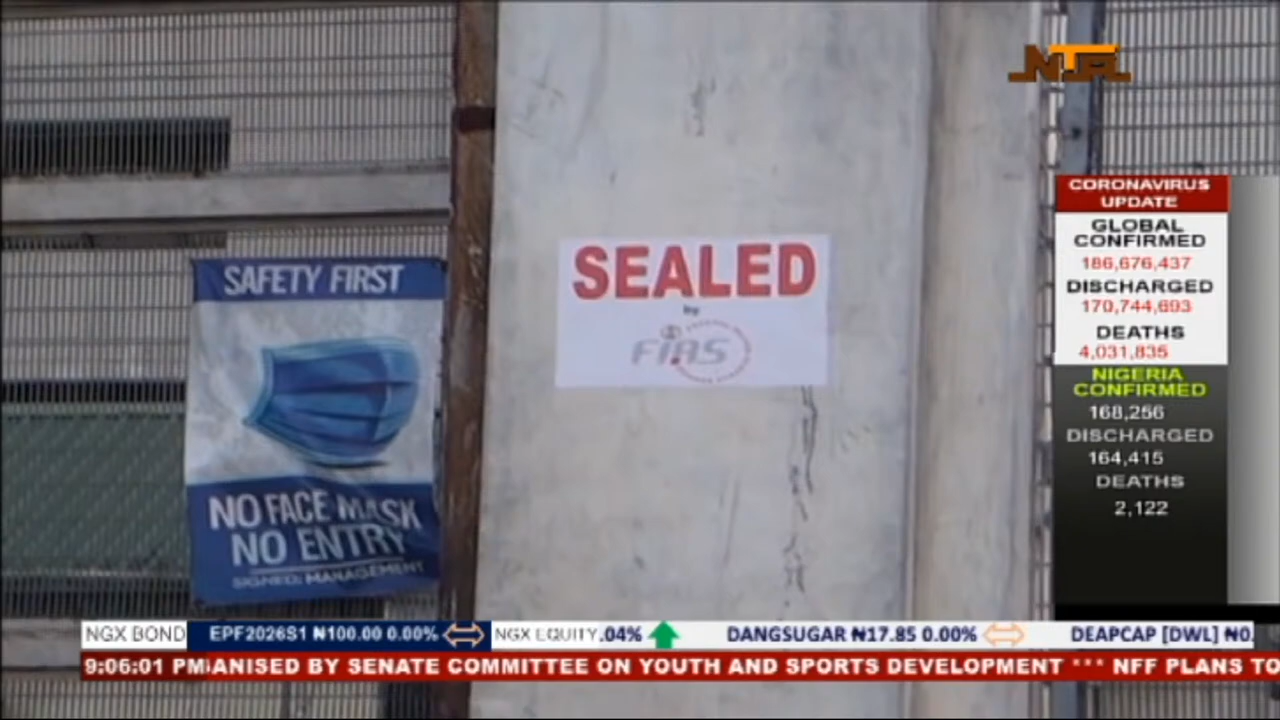 NTA
SAFETY FIRST
NO FACE MASK
NO ENTRY
SIGNED: MANAGEMENT
SEALED
by
FIRS
CORONAVIRUS
UPDATE
GLOBAL
CONFIRMED
186,676,437
DISCHARGED
170,744,693
DEATHS
4,031,835
NIGERIA
CONFIRMED
168,256
DISCHARGED
164,415
DEATHS
2,122
NGX BOND EPF2026S1 ₦100.00 0.00% NGX EQUITY .04% DANGSUGAR ₦17.85 0.00% DEAPCAP [DWL] ₦0.
9:06:01 PM ANISED BY SENATE COMMITTEE ON YOUTH AND SPORTS DEVELOPMENT *** NFF PLANS TO